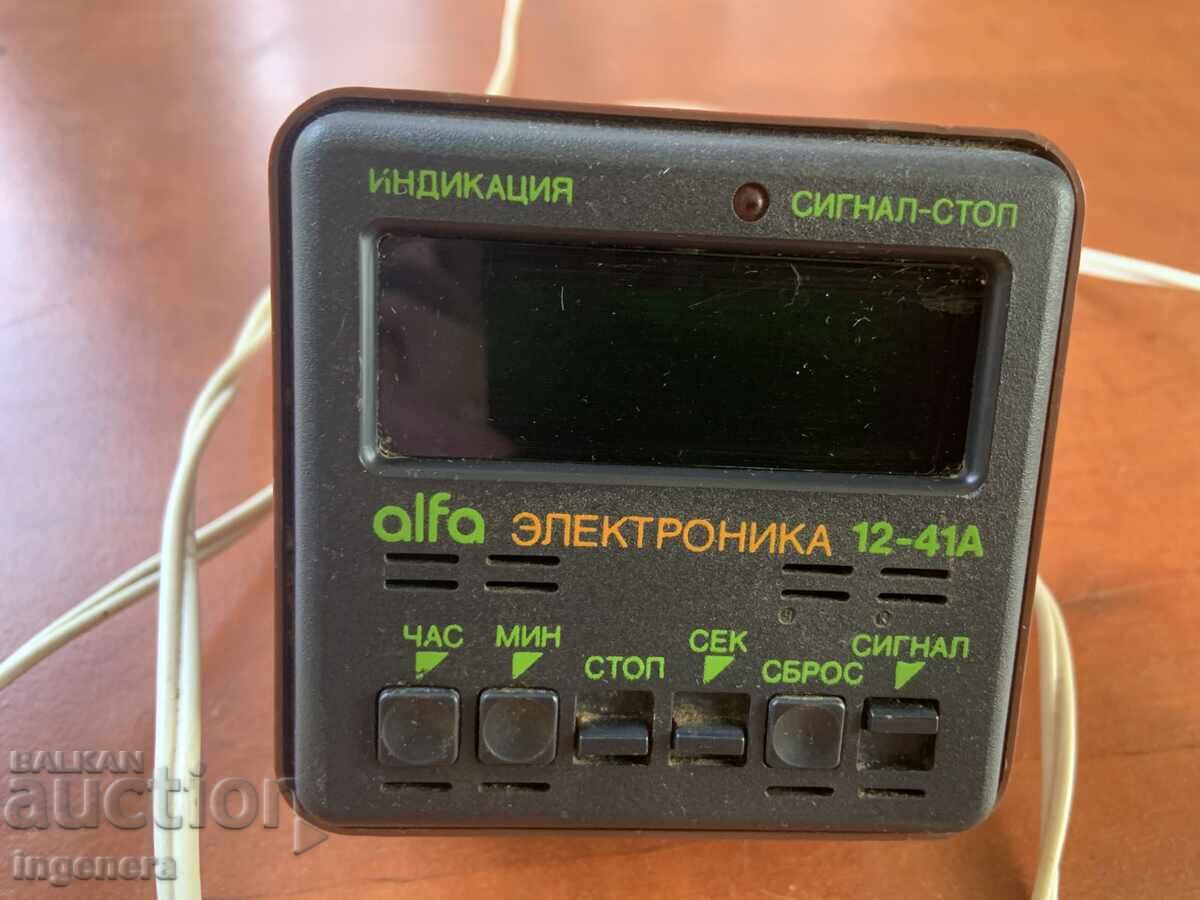 ИНДИКАЦИЯ СИГНАЛ-СТОП
alfa ЭЛЕКТРОНИКА 12-41А
ЧАС МИН СТОП СЕК СБРОС СИГНАЛ
BALKAN
auction
ingenera